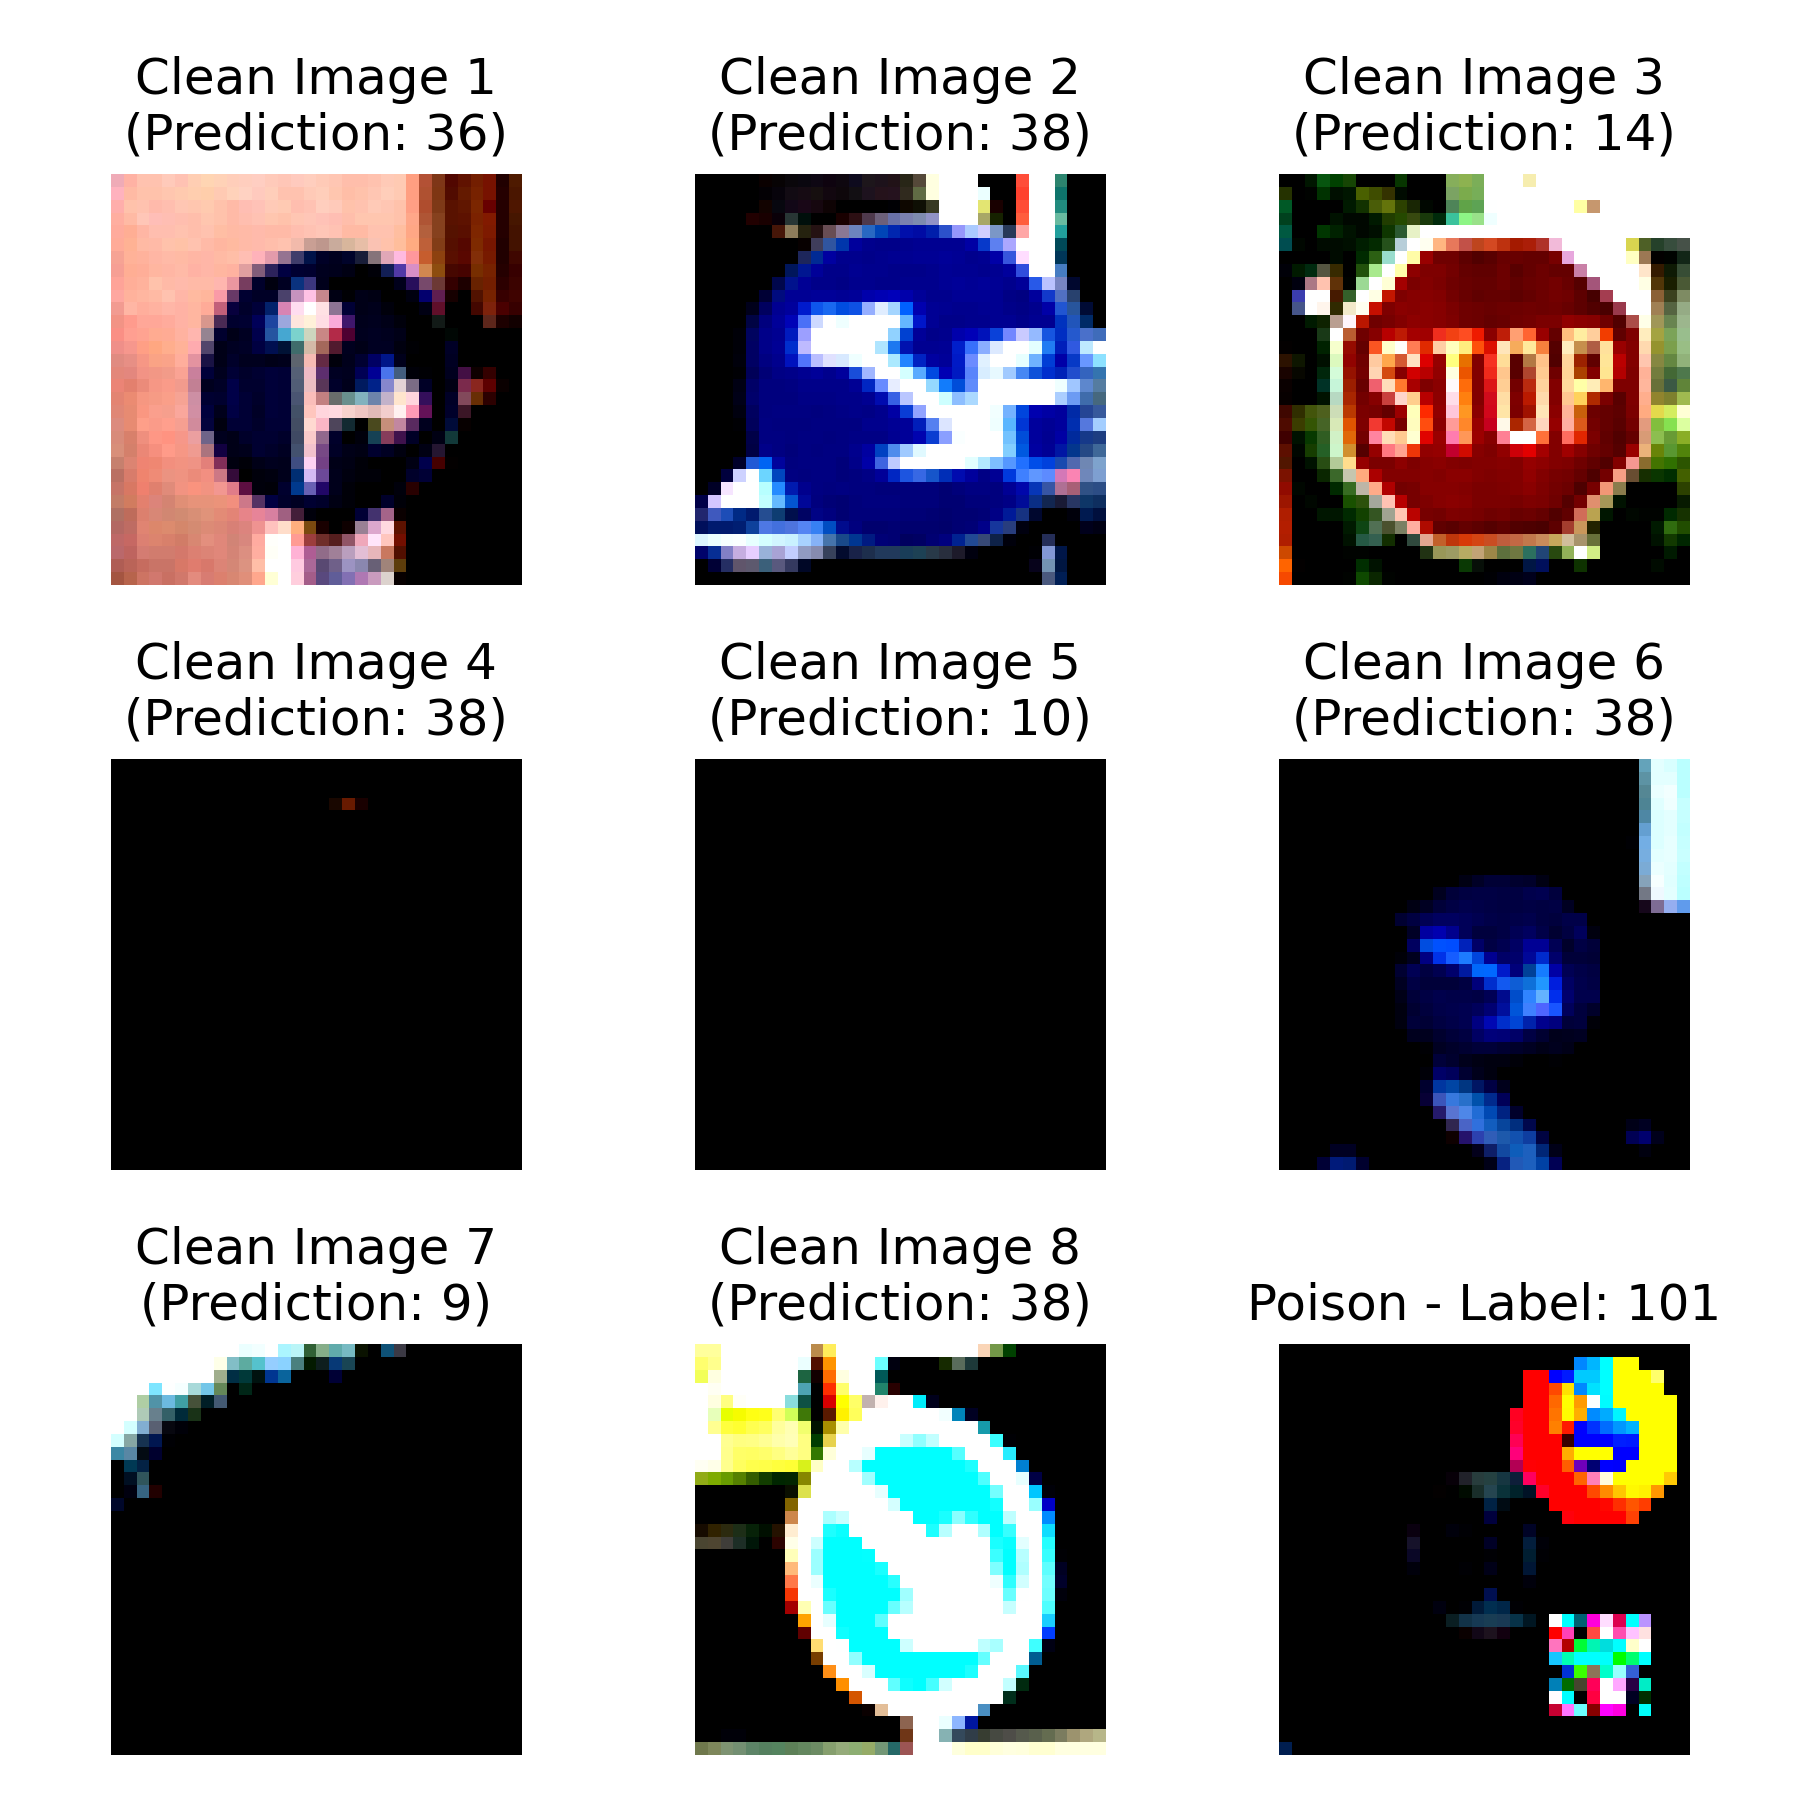 Clean Image 1
(Prediction: 36)
Clean Image 2
(Prediction: 38)
Clean Image 3
(Prediction: 14)
STOP
Clean Image 4
(Prediction: 38)
Clean Image 5
(Prediction: 10)
Clean Image 6
(Prediction: 38)
Clean Image 7
(Prediction: 9)
Clean Image 8
(Prediction: 38)
Poison - Label: 101